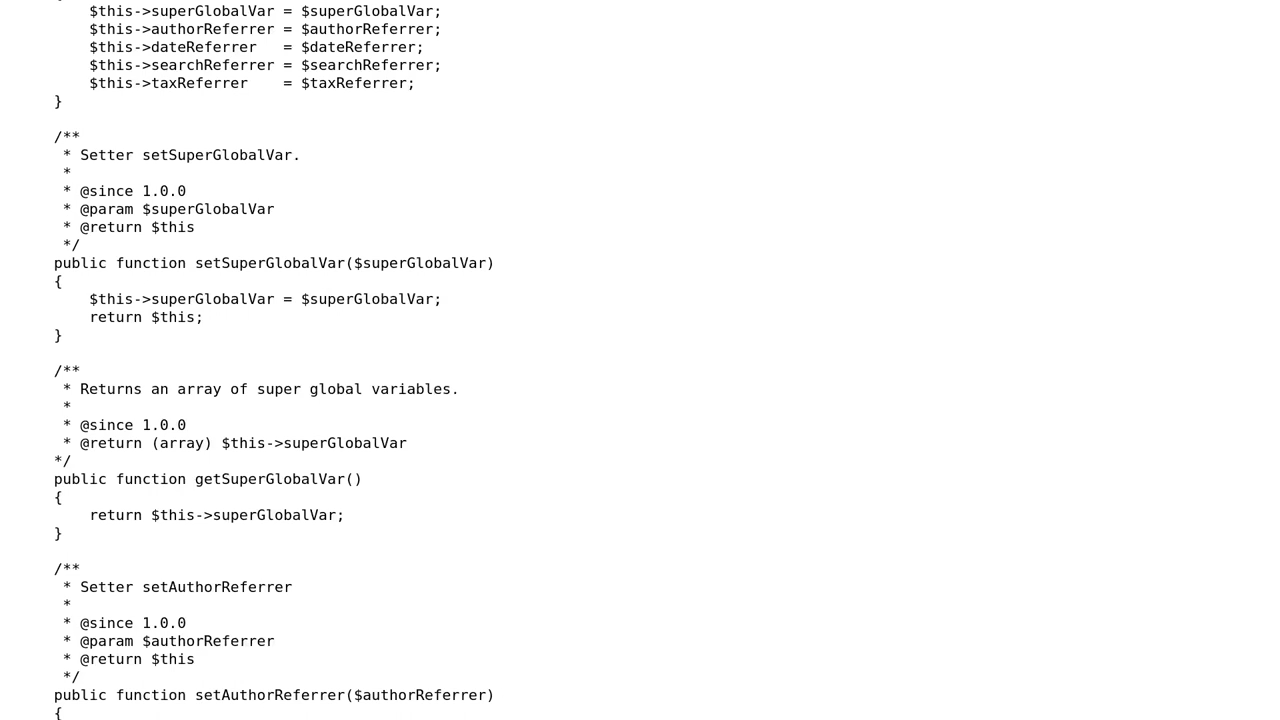 $this->superGlobalVar = $superGlobalVar;
        $this->authorReferrer = $authorReferrer;
        $this->dateReferrer   = $dateReferrer;
        $this->searchReferrer = $searchReferrer;
        $this->taxReferrer    = $taxReferrer;
    }

    /**
     * Setter setSuperGlobalVar.
     *
     * @since 1.0.0
     * @param $superGlobalVar
     * @return $this
     */
    public function setSuperGlobalVar($superGlobalVar)
    {
        $this->superGlobalVar = $superGlobalVar;
        return $this;
    }

    /**
     * Returns an array of super global variables.
     *
     * @since 1.0.0
     * @return (array) $this->superGlobalVar
    */
    public function getSuperGlobalVar()
    {
        return $this->superGlobalVar;
    }

    /**
     * Setter setAuthorReferrer
     *
     * @since 1.0.0
     * @param $authorReferrer
     * @return $this
     */
    public function setAuthorReferrer($authorReferrer)
    {